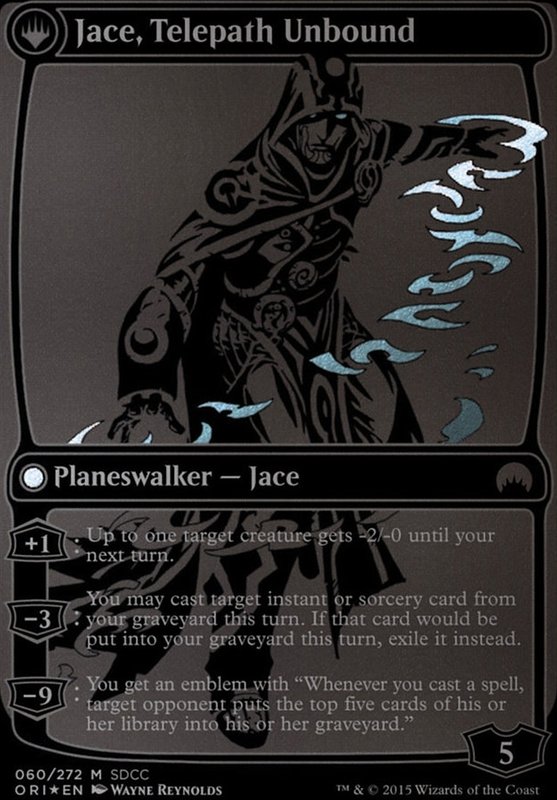 Jace, Telepath Unbound
Planeswalker — Jace
+1
: Up to one target creature gets -2/-0 until your
next turn.
−3
: You may cast target instant or sorcery card from
your graveyard this turn. If that card would be
put into your graveyard this turn, exile it instead.
−9
: You get an emblem with “Whenever you cast a spell,
target opponent puts the top five cards of his or
her library into his or her graveyard.”
5
060/272 M SDCC
ORI★EN Wayne Reynolds
™ & © 2015 Wizards of the Coast